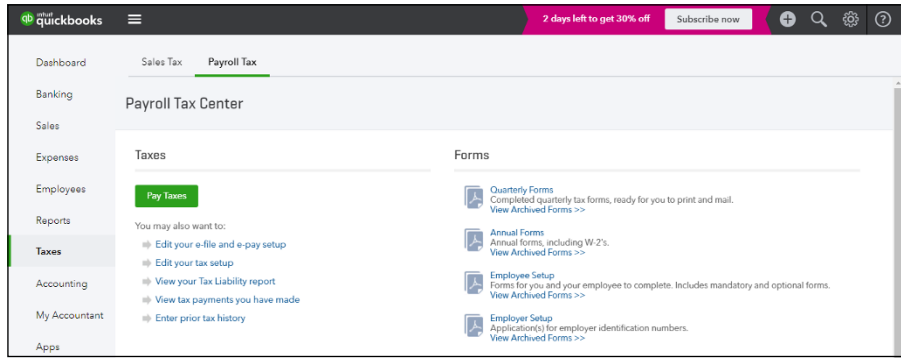 intuit
quickbooks
2 days left to get 30% off
Subscribe now
Dashboard
Banking
Sales
Expenses
Employees
Reports
Taxes
Accounting
My Accountant
Apps
Sales Tax
Payroll Tax
Payroll Tax Center
Taxes
Pay Taxes
You may also want to:
Edit your e-file and e-pay setup
Edit your tax setup
View your Tax Liability report
View tax payments you have made
Enter prior tax history
Forms
Quarterly Forms
Completed quarterly tax forms, ready for you to print and mail.
View Archived Forms >>
Annual Forms
Annual forms, including W-2's.
View Archived Forms >>
Employee Setup
Forms for you and your employee to complete. Includes mandatory and optional forms.
View Archived Forms >>
Employer Setup
Application(s) for employer identification numbers.
View Archived Forms >>